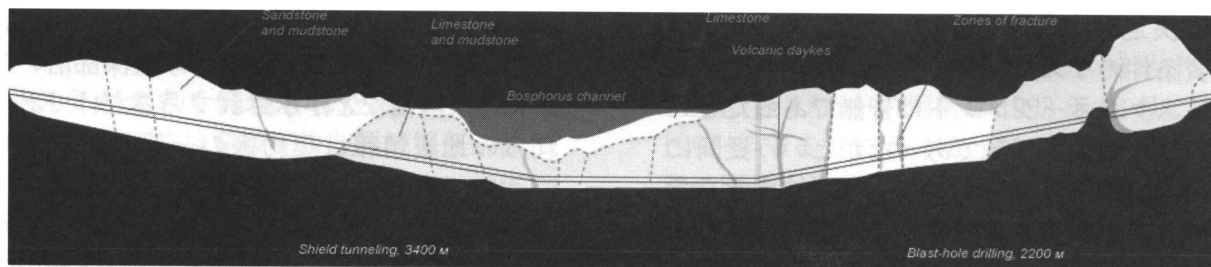 Sandstone
and mudstone
Limestone
and mudstone
Limestone
Volcanic daykes
Zones of fracture
Bosphorus channel
Shield tunneling, 3400 м
Blast-hole drilling, 2200 м